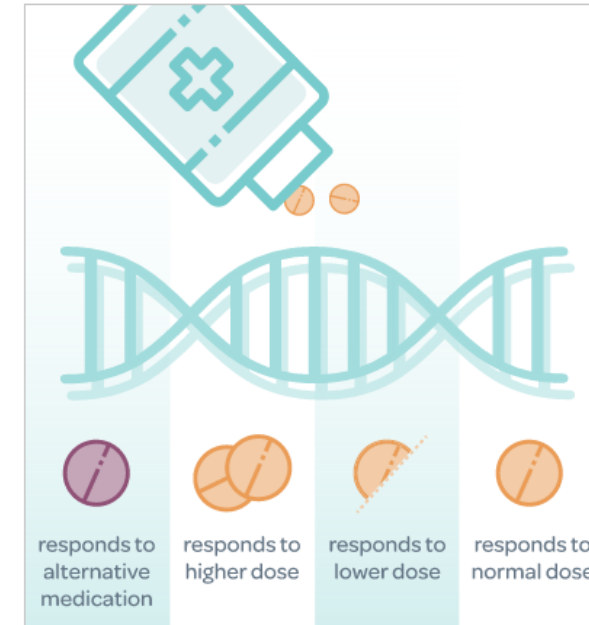 responds to
alternative
medication
responds to
higher dose
responds to
lower dose
responds to
normal dose